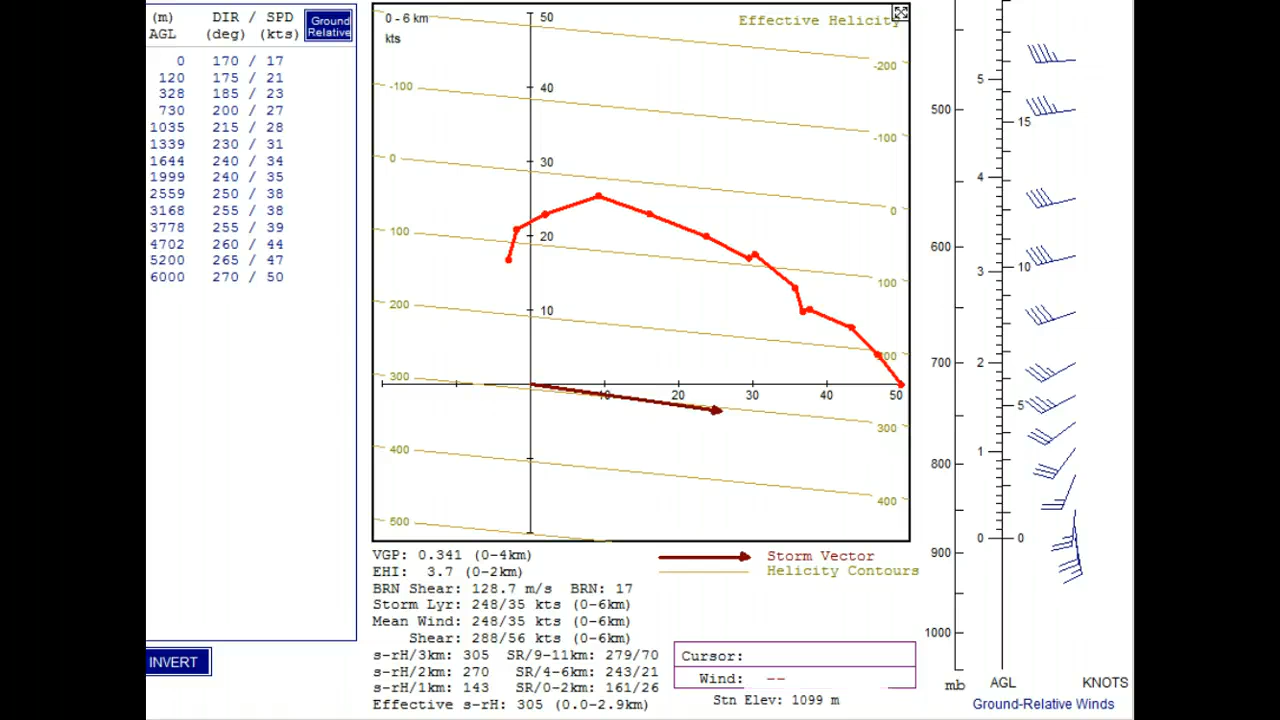 (m) DIR / SPD
AGL (deg) (kts)
Ground
Relative
0 170 / 17
120 175 / 21
328 185 / 23
730 200 / 27
1035 215 / 28
1339 230 / 31
1644 240 / 34
1999 240 / 35
2559 250 / 38
3168 255 / 38
3778 255 / 39
4702 260 / 44
5200 265 / 47
6000 270 / 50
INVERT
0 - 6 km
kts
Effective Helicity
50
40
30
20
10
10
20
30
40
50
-100
0
100
200
300
400
500
-200
-100
0
100
200
300
400
VGP: 0.341 (0-4km)
EHI: 3.7 (0-2km)
BRN Shear: 128.7 m/s BRN: 17
Storm Lyr: 248/35 kts (0-6km)
Mean Wind: 248/35 kts (0-6km)
Shear: 288/56 kts (0-6km)
s-rH/3km: 305 SR/9-11km: 279/70
s-rH/2km: 270 SR/4-6km: 243/21
s-rH/1km: 143 SR/0-2km: 161/26
Effective s-rH: 305 (0.0-2.9km)
Storm Vector
Helicity Contours
Cursor:
Wind: --
Stn Elev: 1099 m
500
600
700
800
900
1000
mb
5
4
3
2
1
0
15
10
5
0
AGL
KNOTS
Ground-Relative Winds